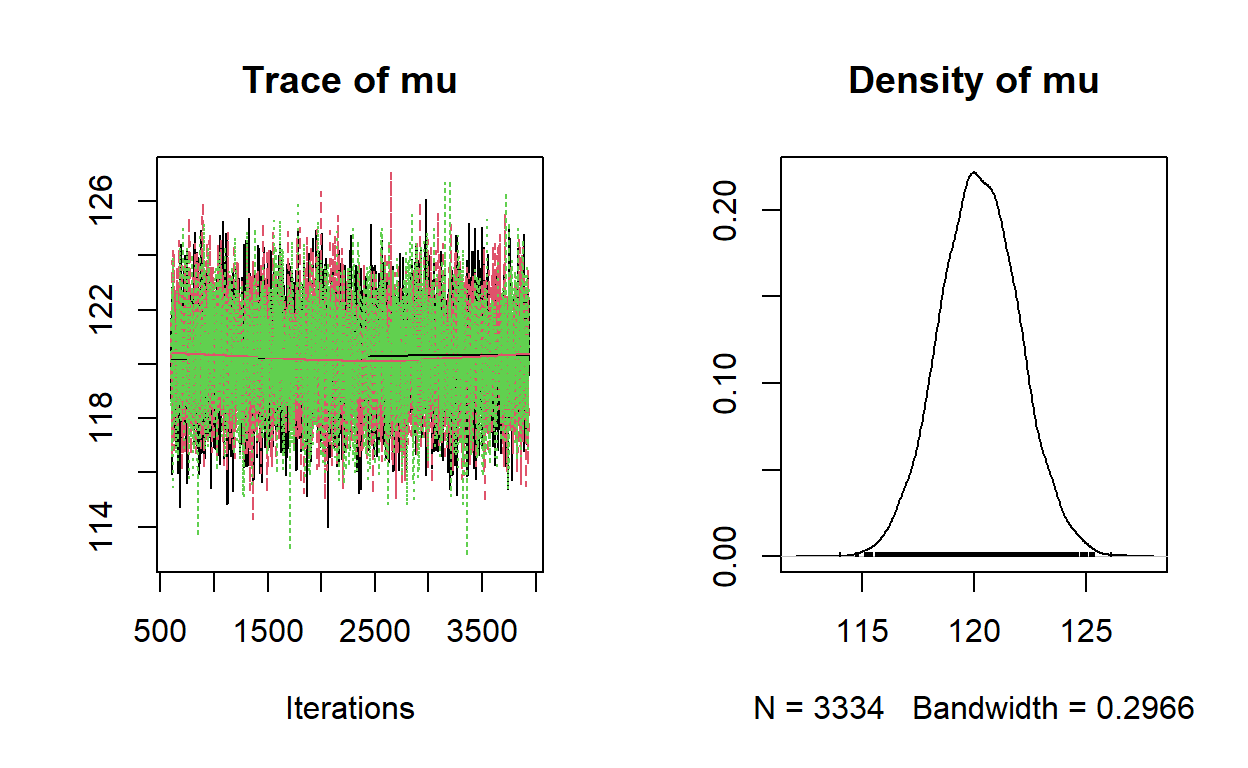 Trace of mu
126
122
118
114
500 1500 2500 3500
Iterations
Density of mu
0.20
0.10
0.00
115 120 125
N = 3334 Bandwidth = 0.2966